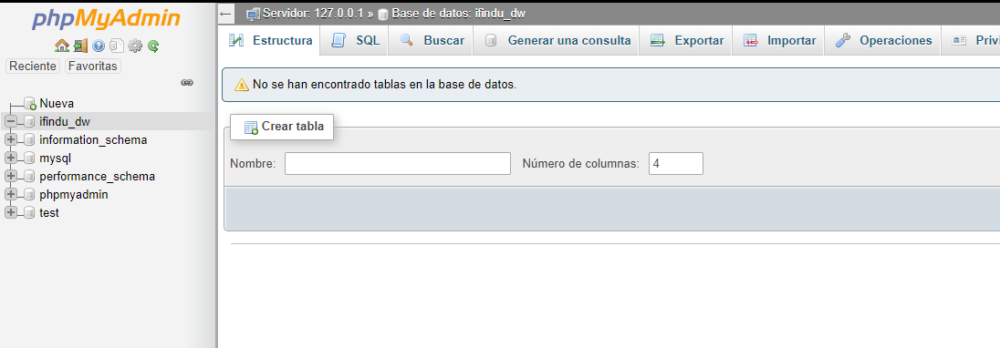 phpMyAdmin
Reciente Favoritas
Nueva
ifindu_dw
information_schema
mysql
performance_schema
phpmyadmin
test
Servidor: 127.0.0.1 » Base de datos: ifindu_dw
Estructura SQL Buscar Generar una consulta Exportar Importar Operaciones Privi
No se han encontrado tablas en la base de datos.
Crear tabla
Nombre: Número de columnas: 4